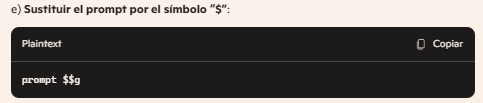 e) Sustituir el prompt por el símbolo "$":
Plaintext
Copiar
prompt $$g